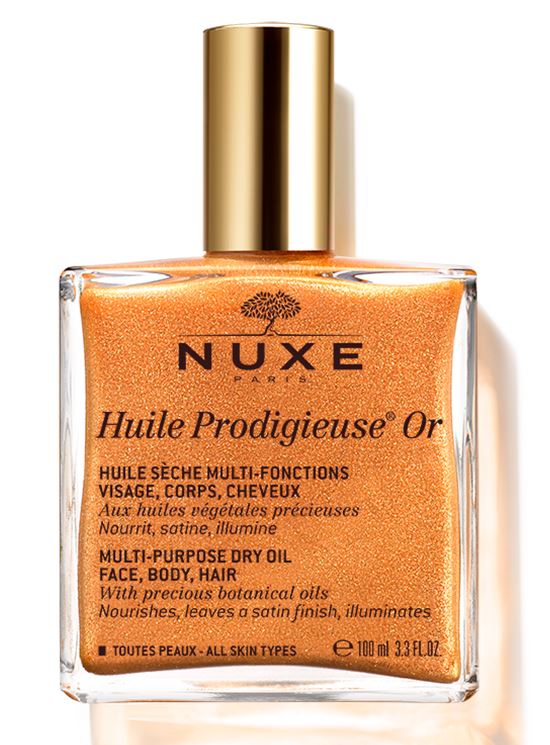 NUXE
PARIS
Huile Prodigieuse® Or
HUILE SÈCHE MULTI-FONCTIONS
VISAGE, CORPS, CHEVEUX
Aux huiles végétales précieuses
Nourrit, satine, illumine
MULTI-PURPOSE DRY OIL
FACE, BODY, HAIR
With precious botanical oils
Nourishes, leaves a satin finish, illuminates
■ TOUTES PEAUX - ALL SKIN TYPES ℮ 100 ml 3.3 FL.OZ.